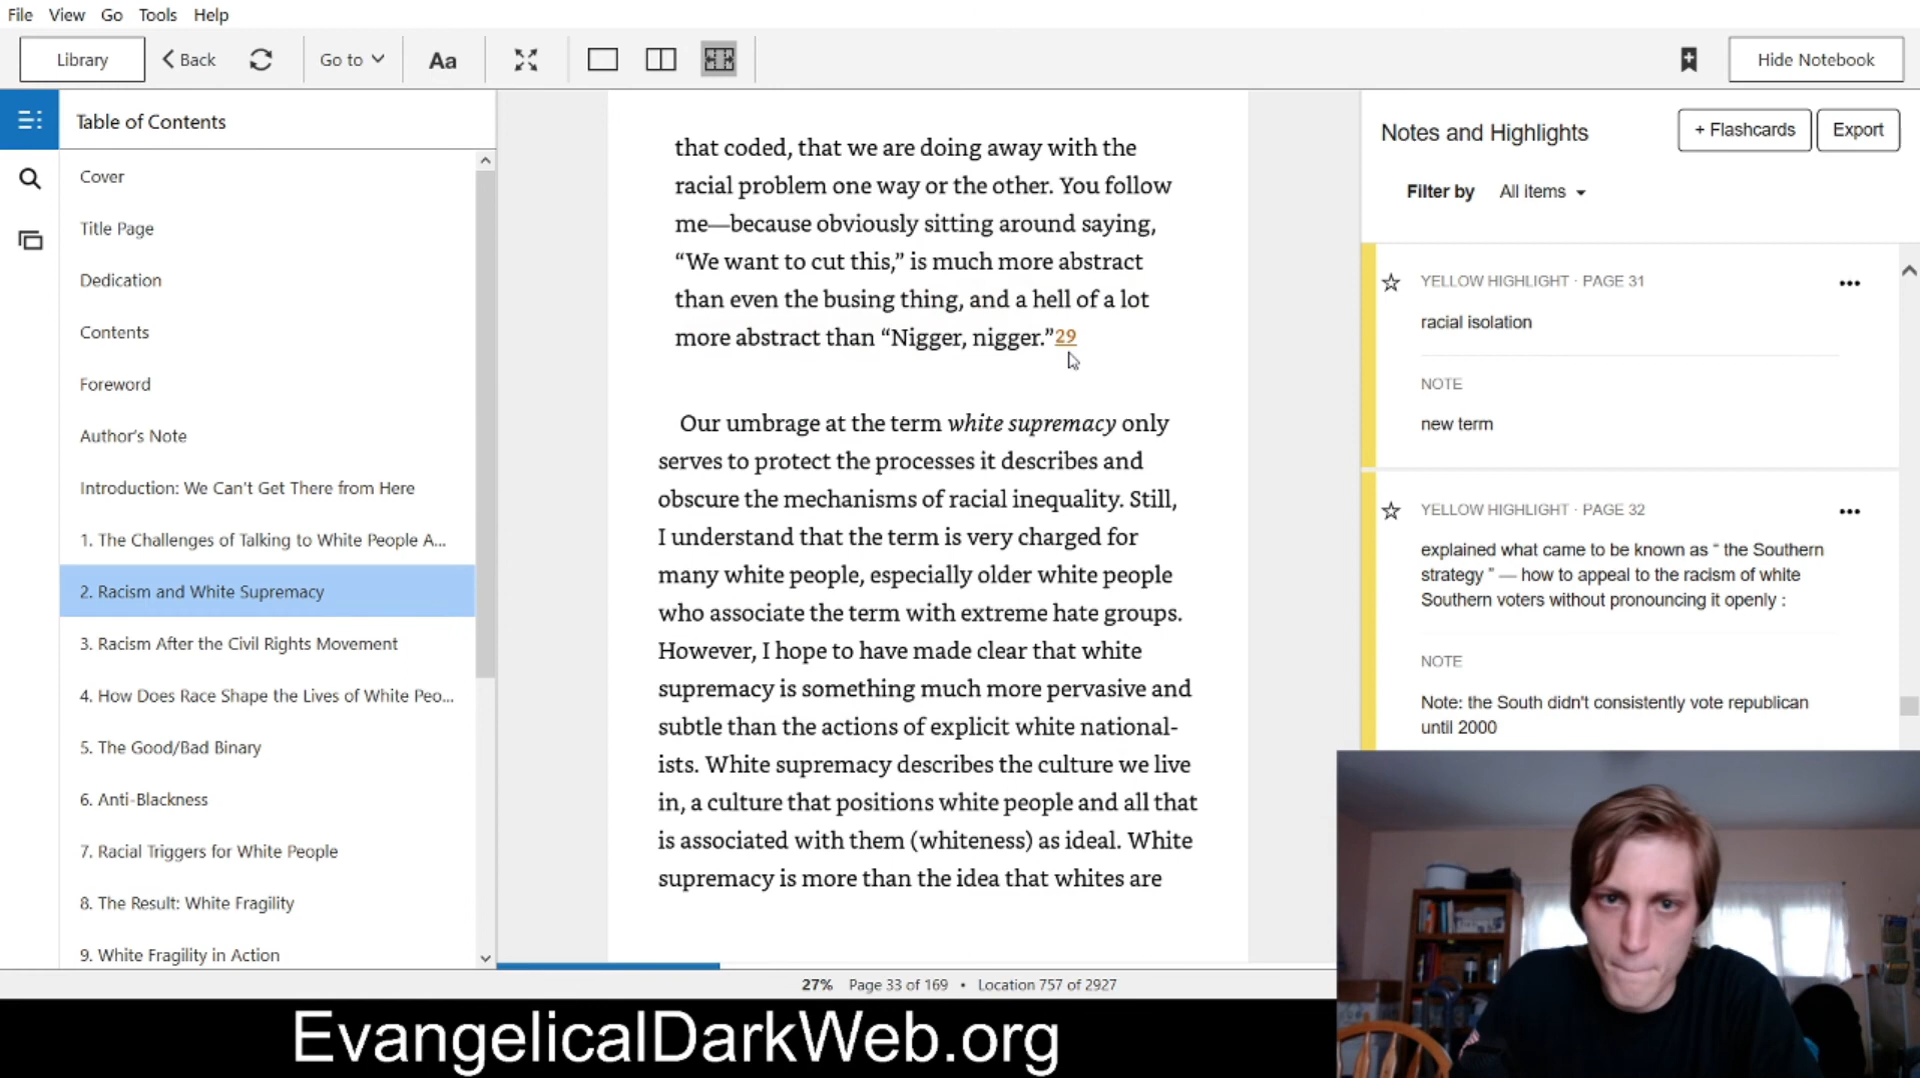 File View Go Tools Help
Library Back Go to Aa Hide Notebook
Table of Contents
Cover
Title Page
Dedication
Contents
Foreword
Author's Note
Introduction: We Can't Get There from Here
1. The Challenges of Talking to White People A...
2. Racism and White Supremacy
3. Racism After the Civil Rights Movement
4. How Does Race Shape the Lives of White Peo...
5. The Good/Bad Binary
6. Anti-Blackness
7. Racial Triggers for White People
8. The Result: White Fragility
9. White Fragility in Action
that coded, that we are doing away with the
racial problem one way or the other. You follow
me—because obviously sitting around saying,
“We want to cut this,” is much more abstract
than even the busing thing, and a hell of a lot
more abstract than “Nigger, nigger.”29
Our umbrage at the term white supremacy only
serves to protect the processes it describes and
obscure the mechanisms of racial inequality. Still,
I understand that the term is very charged for
many white people, especially older white people
who associate the term with extreme hate groups.
However, I hope to have made clear that white
supremacy is something much more pervasive and
subtle than the actions of explicit white national-
ists. White supremacy describes the culture we live
in, a culture that positions white people and all that
is associated with them (whiteness) as ideal. White
supremacy is more than the idea that whites are
27% Page 33 of 169 • Location 757 of 2927
Notes and Highlights + Flashcards Export
Filter by All items
YELLOW HIGHLIGHT · PAGE 31
racial isolation
NOTE
new term
YELLOW HIGHLIGHT · PAGE 32
explained what came to be known as “ the Southern
strategy ” — how to appeal to the racism of white
Southern voters without pronouncing it openly :
NOTE
Note: the South didn't consistently vote republican
until 2000
EvangelicalDarkWeb.org